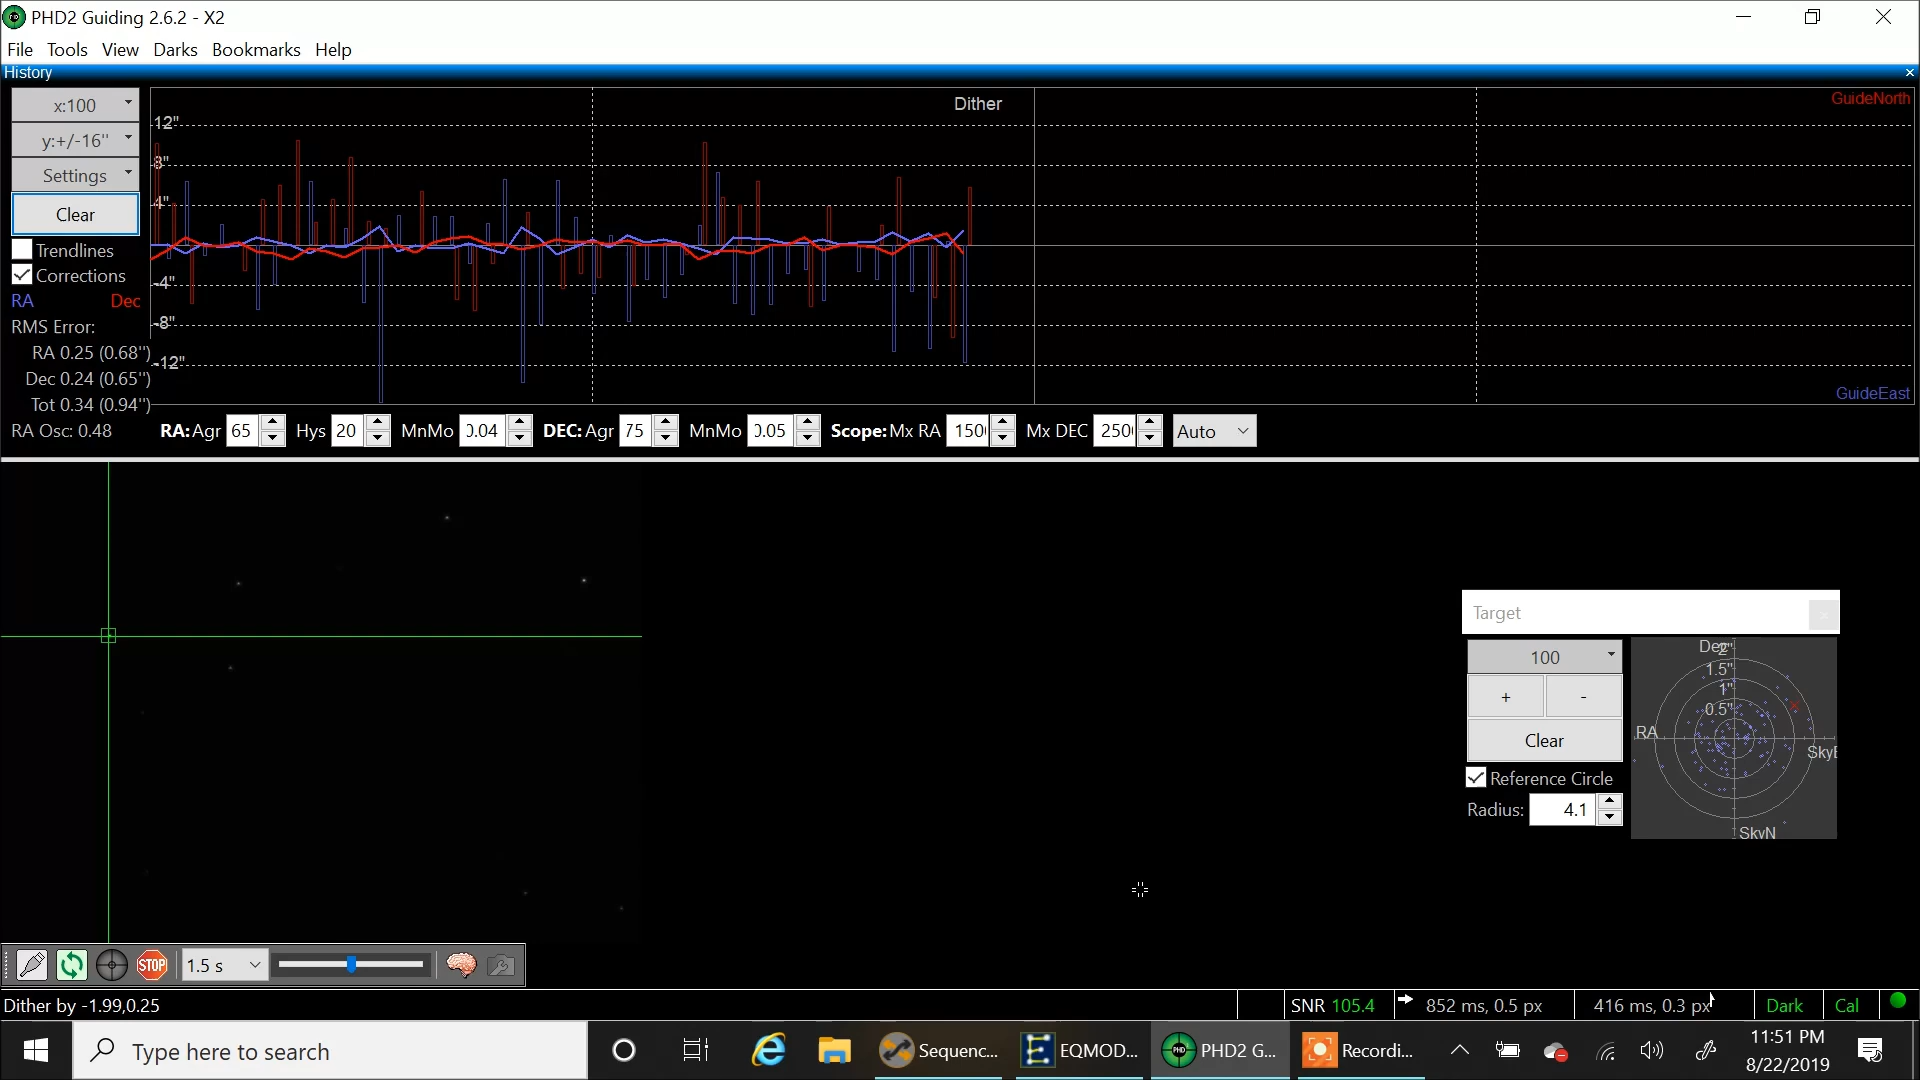 PHD2 Guiding 2.6.2 - X2
File Tools View Darks Bookmarks Help
History
x:100
y:+/-16''
Settings
Clear
Trendlines
Corrections
RA Dec
RMS Error:
RA 0.25 (0.68'')
Dec 0.24 (0.65'')
Tot 0.34 (0.94'')
RA Osc: 0.48
Dither
GuideNorth
12"
8"
4"
-4"
-8"
-12"
GuideEast
RA: Agr 65 Hys 20 MnMo 0.04 DEC: Agr 75 MnMo 0.05 Scope: Mx RA 150 Mx DEC 250 Auto
Target
100
+ -
Clear
Reference Circle
Radius: 4.1
Dec
2"
1.5"
1"
0.5"
RA
SkyE
SkyN
STOP 1.5 s
Dither by -1.99,0.25
SNR 105.4 852 ms, 0.5 px 416 ms, 0.3 px Dark Cal
Type here to search
Sequenc... EQMOD... PHD2 G... Recordi...
11:51 PM
8/22/2019